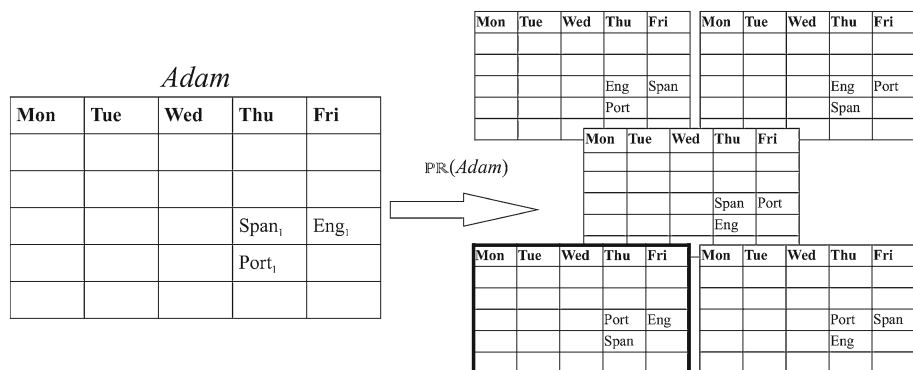 Adam
Mon Tue Wed Thu Fri
Span₁ Eng₁
Port₁
ℙℝ(Adam)
Mon Tue Wed Thu Fri
Eng Span
Port
Mon Tue Wed Thu Fri
Eng Port
Span
Mon Tue Wed Thu Fri
Span Port
Eng
Mon Tue Wed Thu Fri
Port Eng
Span
Mon Tue Wed Thu Fri
Port Span
Eng